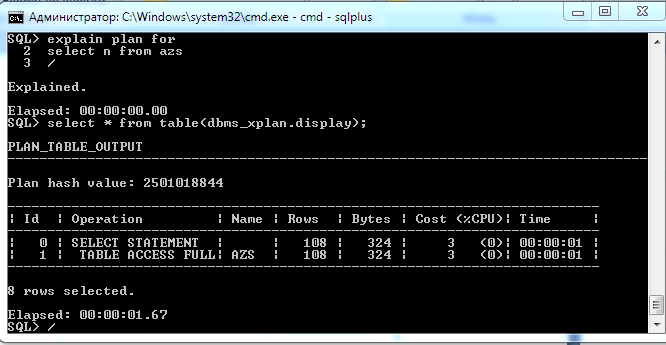 Администратор: C:\Windows\system32\cmd.exe - cmd - sqlplus
SQL> explain plan for
2 select n from azs
3 /
Explained.
Elapsed: 00:00:00.00
SQL> select * from table(dbms_xplan.display);
PLAN_TABLE_OUTPUT
--------------------------------------------------------------------------------
Plan hash value: 2501018844
--------------------------------------------------------------------------
| Id | Operation | Name | Rows | Bytes | Cost (%CPU)| Time |
--------------------------------------------------------------------------
| 0 | SELECT STATEMENT | | 108 | 324 | 3 (0)| 00:00:01 |
| 1 | TABLE ACCESS FULL| AZS | 108 | 324 | 3 (0)| 00:00:01 |
--------------------------------------------------------------------------
8 rows selected.
Elapsed: 00:00:01.67
SQL> /